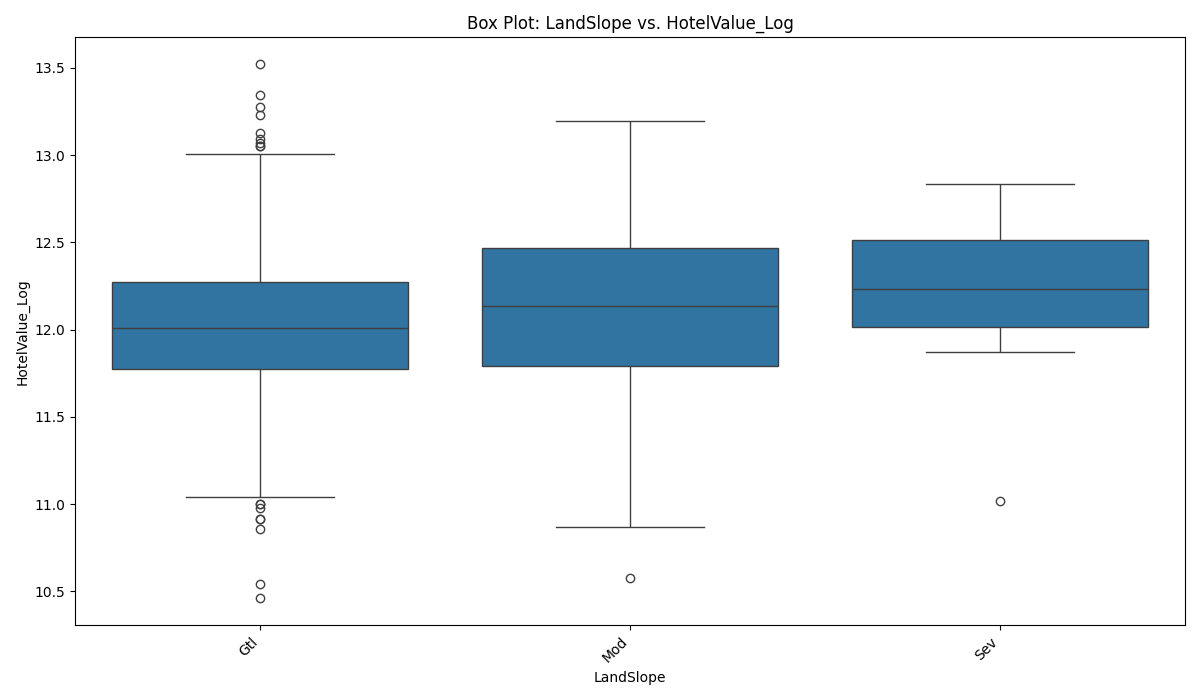 Box Plot: LandSlope vs. HotelValue_Log
HotelValue_Log
13.5
13.0
12.5
12.0
11.5
11.0
10.5
Gtl
Mod
Sev
LandSlope